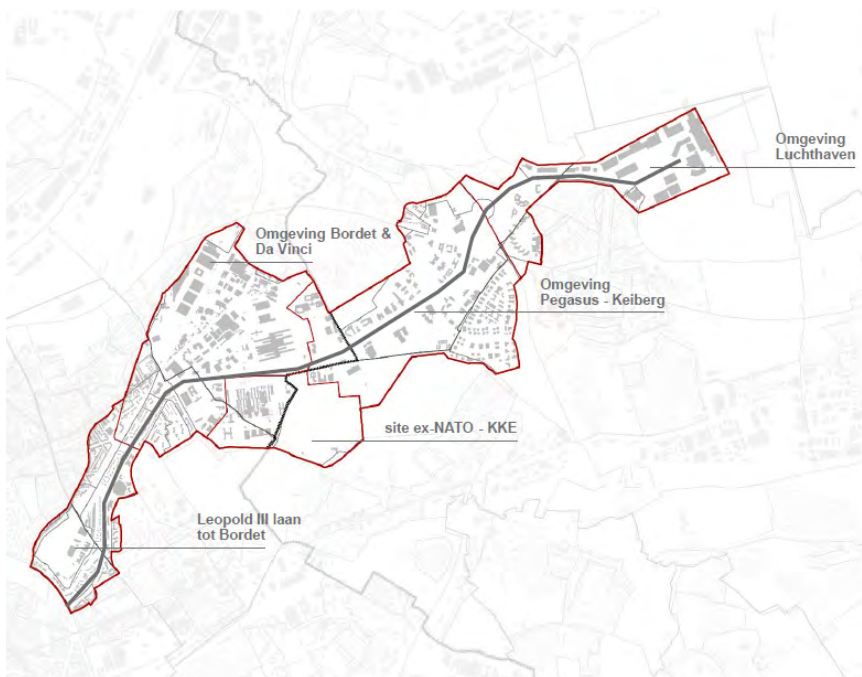 Omgeving
Luchthaven
Omgeving Bordet &
Da Vinci
Omgeving
Pegasus - Keiberg
site ex-NATO - KKE
Leopold III laan
tot Bordet